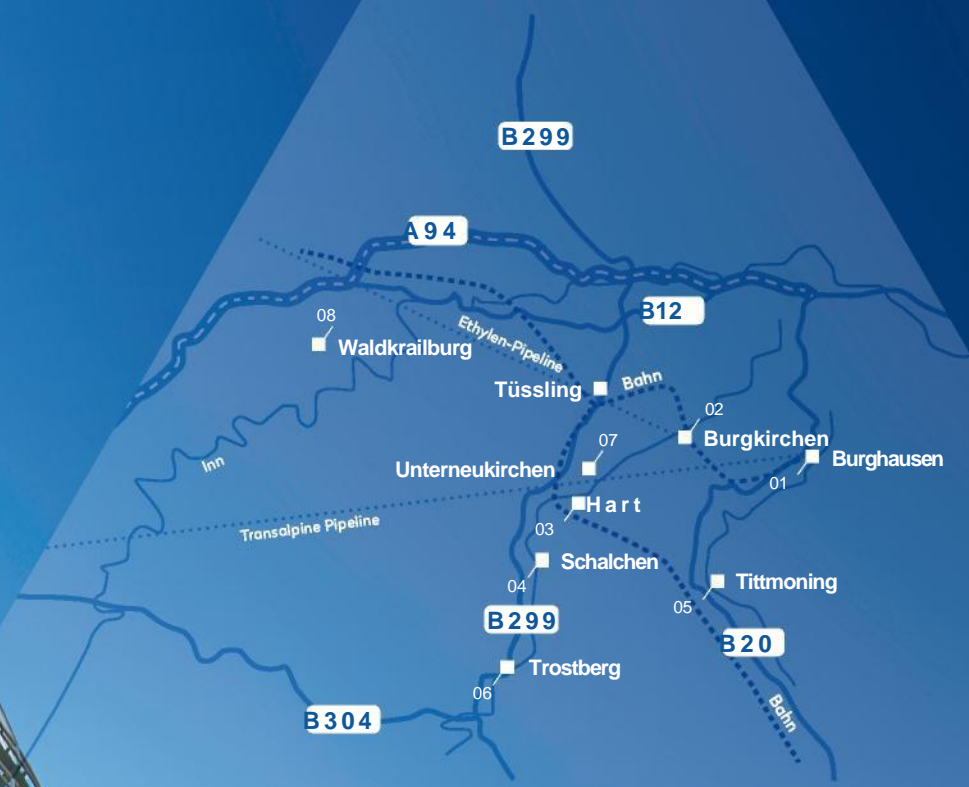 B299
A94
B12
08
Waldkrailburg
Ethylen-Pipeline
Tüssling
Bahn
02
Burgkirchen
07
Unterneukirchen
Burghausen
01
Inn
Hart
03
Transalpine Pipeline
Schalchen
04
Tittmoning
05
B299
B20
Trostberg
06
B304
Bahn